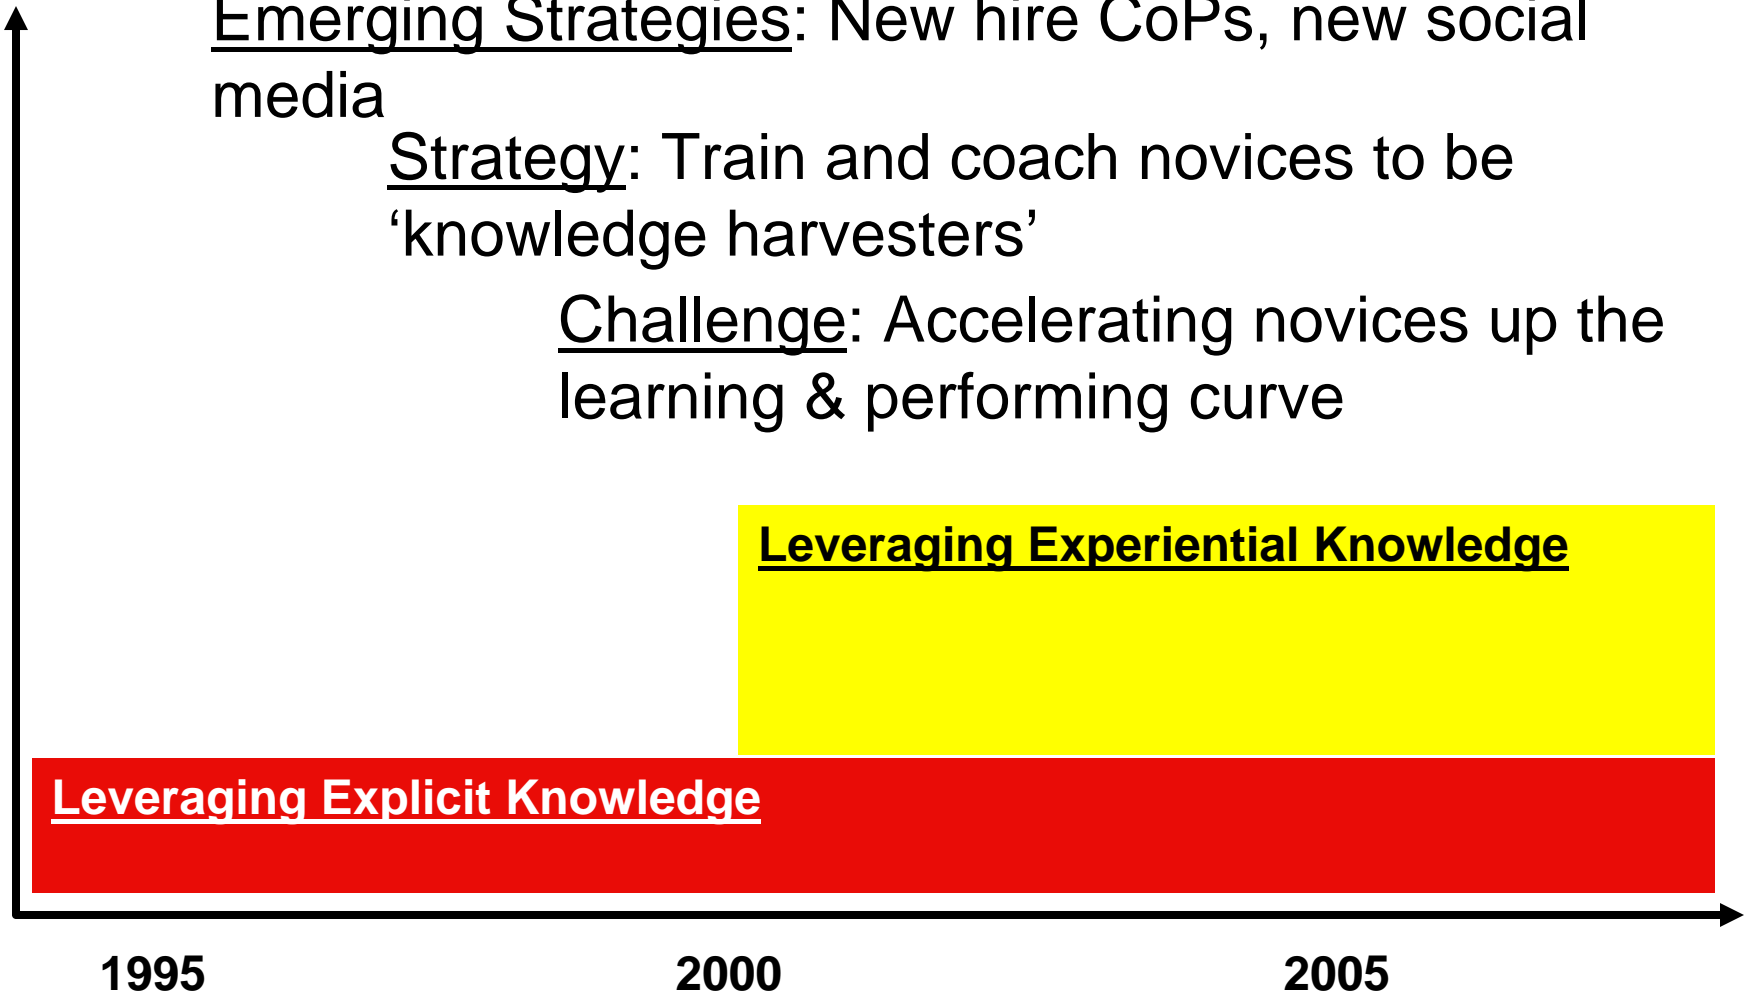 Emerging Strategies: New hire CoPs, new social
media
Strategy: Train and coach novices to be
‘knowledge harvesters’
Challenge: Accelerating novices up the
learning & performing curve
Leveraging Experiential Knowledge
Leveraging Explicit Knowledge
1995 2000 2005